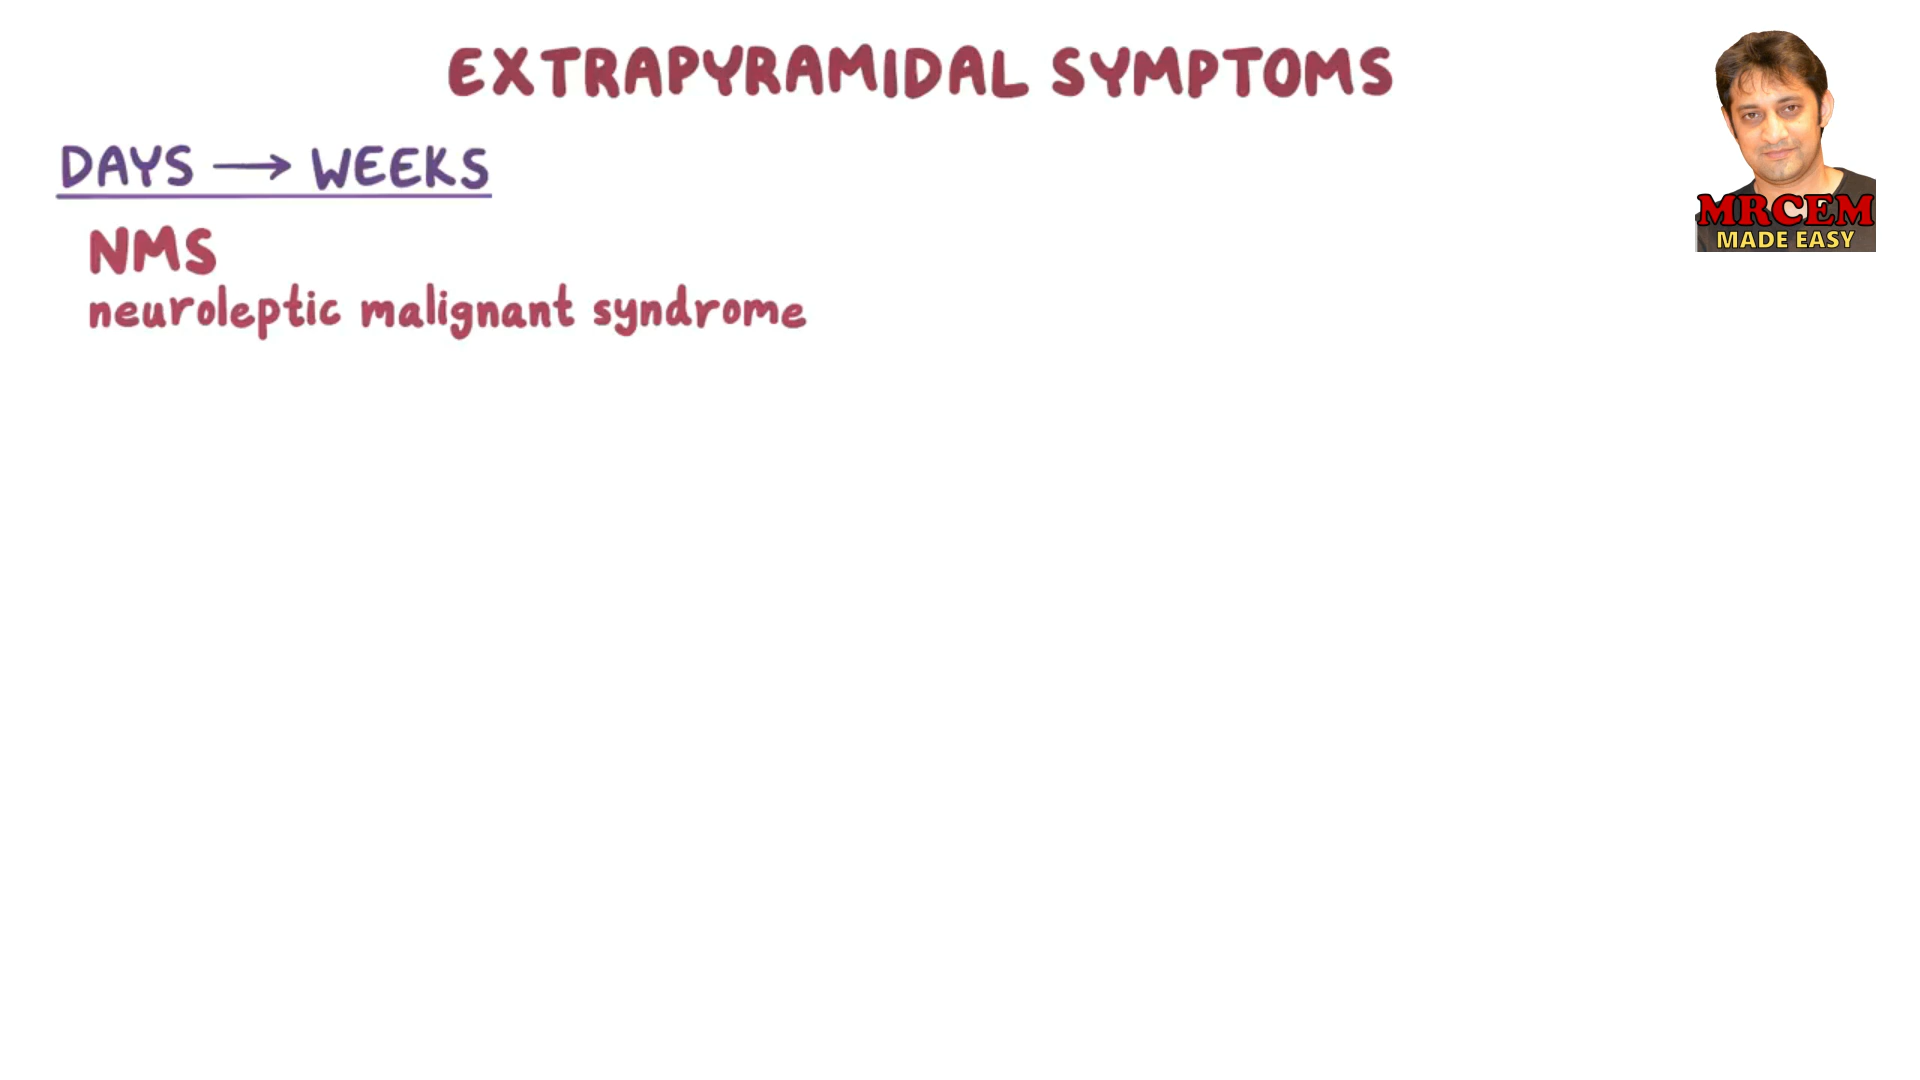 EXTRAPYRAMIDAL SYMPTOMS
DAYS → WEEKS
NMS
neuroleptic malignant syndrome
MRCEM
MADE EASY